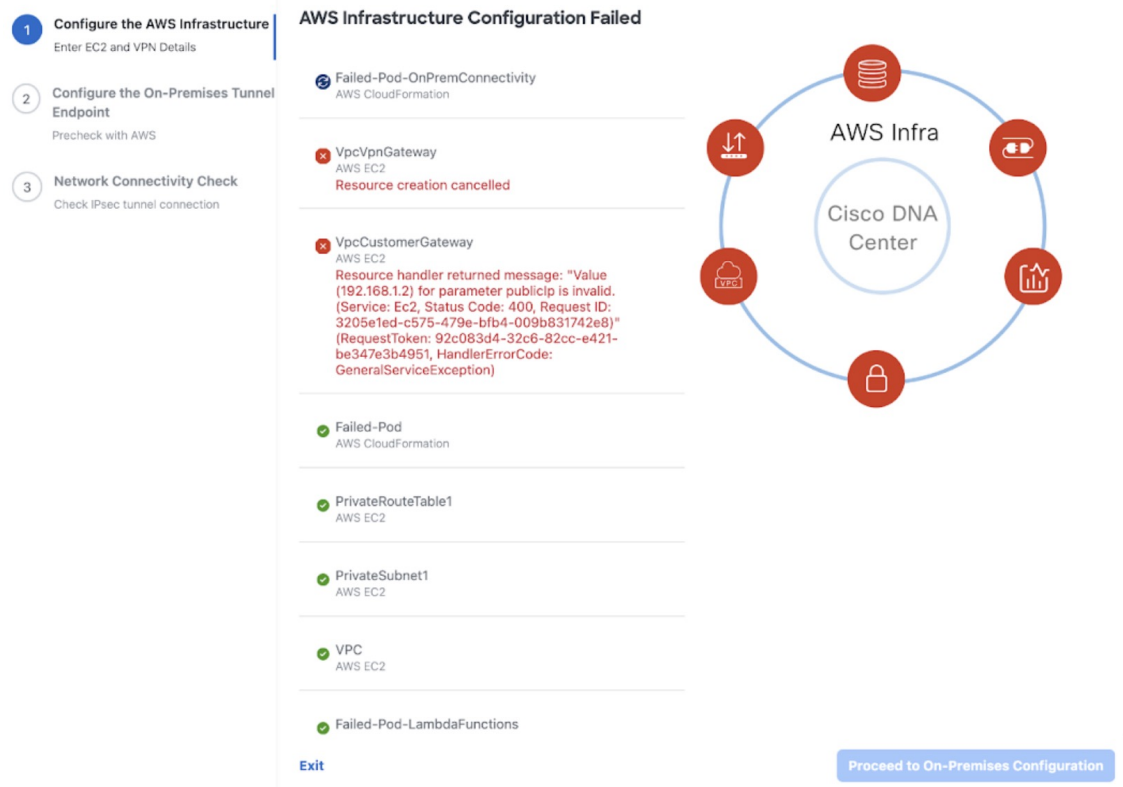 1
Configure the AWS Infrastructure
Enter EC2 and VPN Details
2
Configure the On-Premises Tunnel
Endpoint
Precheck with AWS
3
Network Connectivity Check
Check IPsec tunnel connection
AWS Infrastructure Configuration Failed
Failed-Pod-OnPremConnectivity
AWS CloudFormation
VpcVpnGateway
AWS EC2
Resource creation cancelled
VpcCustomerGateway
AWS EC2
Resource handler returned message: "Value
(192.168.1.2) for parameter publicIp is invalid.
(Service: Ec2, Status Code: 400, Request ID:
3205e1ed-c575-479e-bfb4-009b831742e8)"
(RequestToken: 92c083d4-32c6-82cc-e421-
be347e3b4951, HandlerErrorCode:
GeneralServiceException)
Failed-Pod
AWS CloudFormation
PrivateRouteTable1
AWS EC2
PrivateSubnet1
AWS EC2
VPC
AWS EC2
Failed-Pod-LambdaFunctions
AWS Infra
Cisco DNA
Center
VPC
Exit
Proceed to On-Premises Configuration